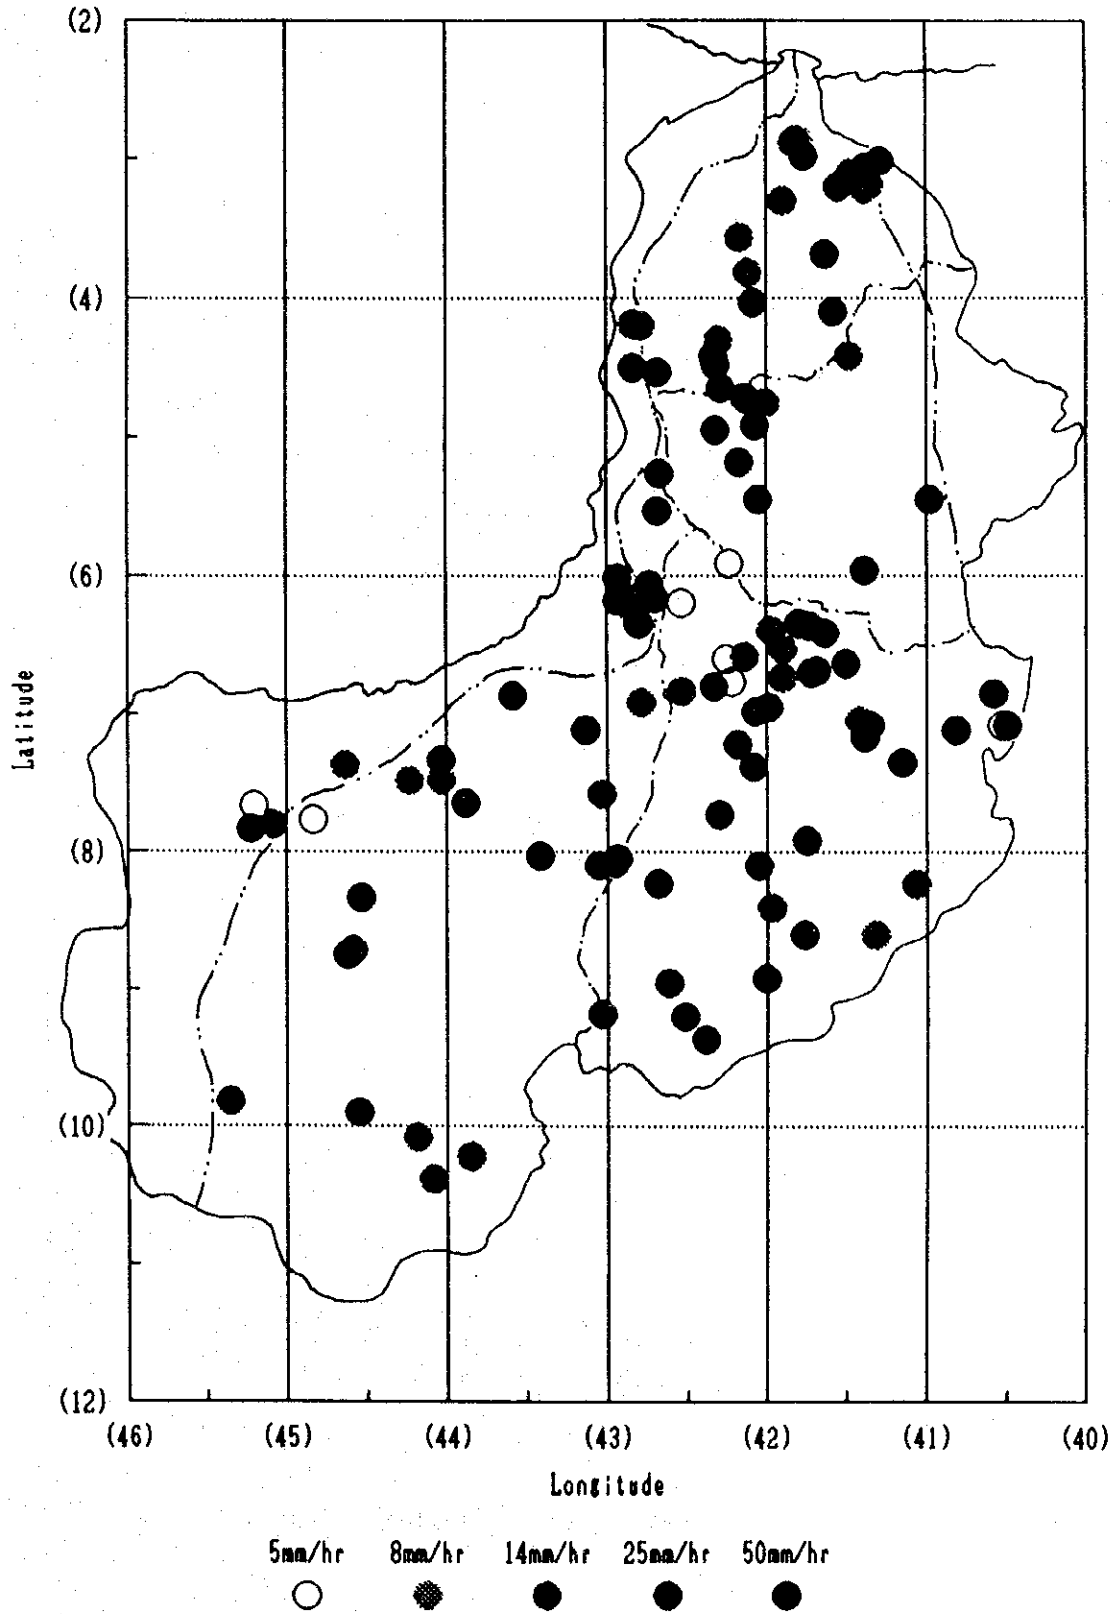 (2)
(4)
(6)
(8)
(10)
(12)
Latitude
(46) (45) (44) (43) (42) (41) (40)
Longitude
5mm/hr 8mm/hr 14mm/hr 25mm/hr 50mm/hr